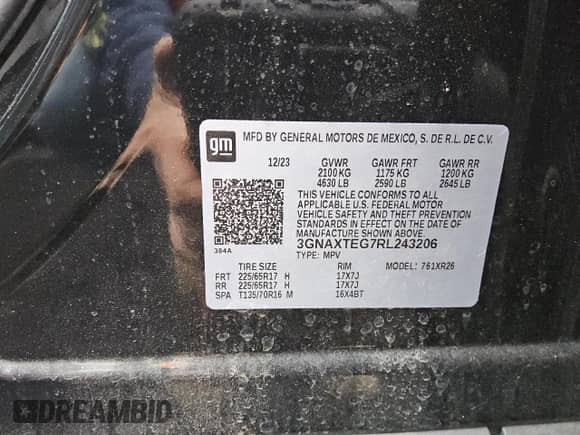 gm
MFD BY GENERAL MOTORS DE MEXICO, S. DE R.L. DE C.V.
12/23 GVWR GAWR FRT GAWR RR
2100 KG 1175 KG 1200 KG
4630 LB 2590 LB 2645 LB
THIS VEHICLE CONFORMS TO ALL
APPLICABLE U.S. FEDERAL MOTOR
VEHICLE SAFETY AND THEFT PREVENTION
STANDARDS IN EFFECT ON THE DATE OF
MANUFACTURE SHOWN ABOVE.
384A
3GNAXTEG7RL243206
TYPE: MPV
TIRE SIZE RIM MODEL 761XR26
FRT 225/65R17 H 17X7J
RR 225/65R17 H 17X7J
SPA T135/70R16 M 16X4BT
DREAMBID